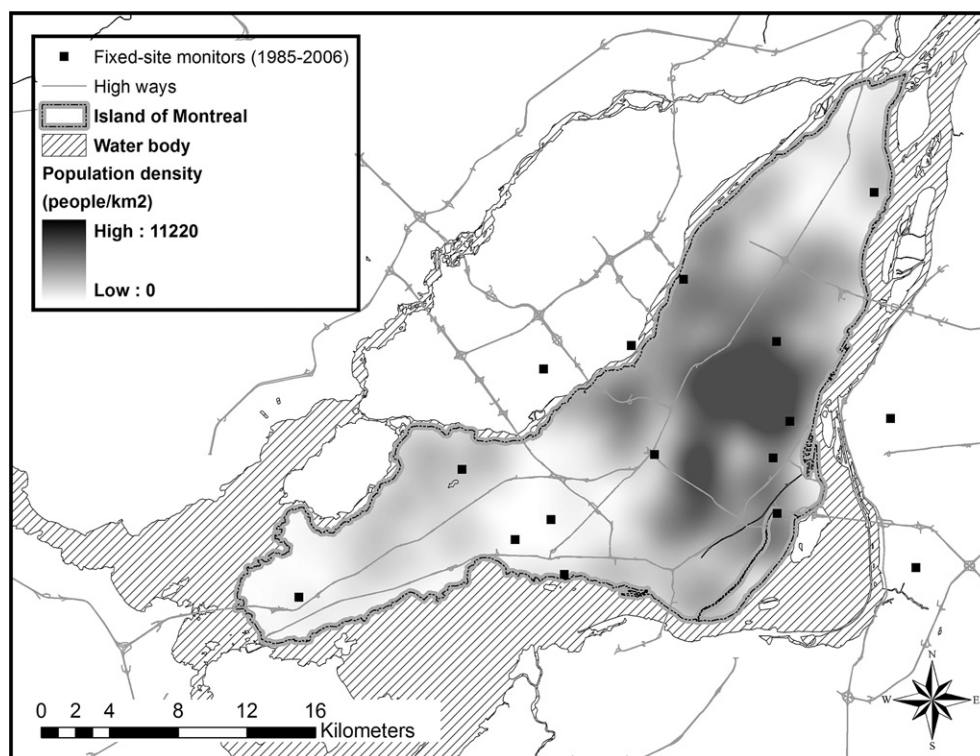 Fixed-site monitors (1985-2006)
High ways
Island of Montreal
Water body
Population density
(people/km2)
High : 11220
Low : 0
0 2 4 8 12 16
Kilometers
N
W E
S